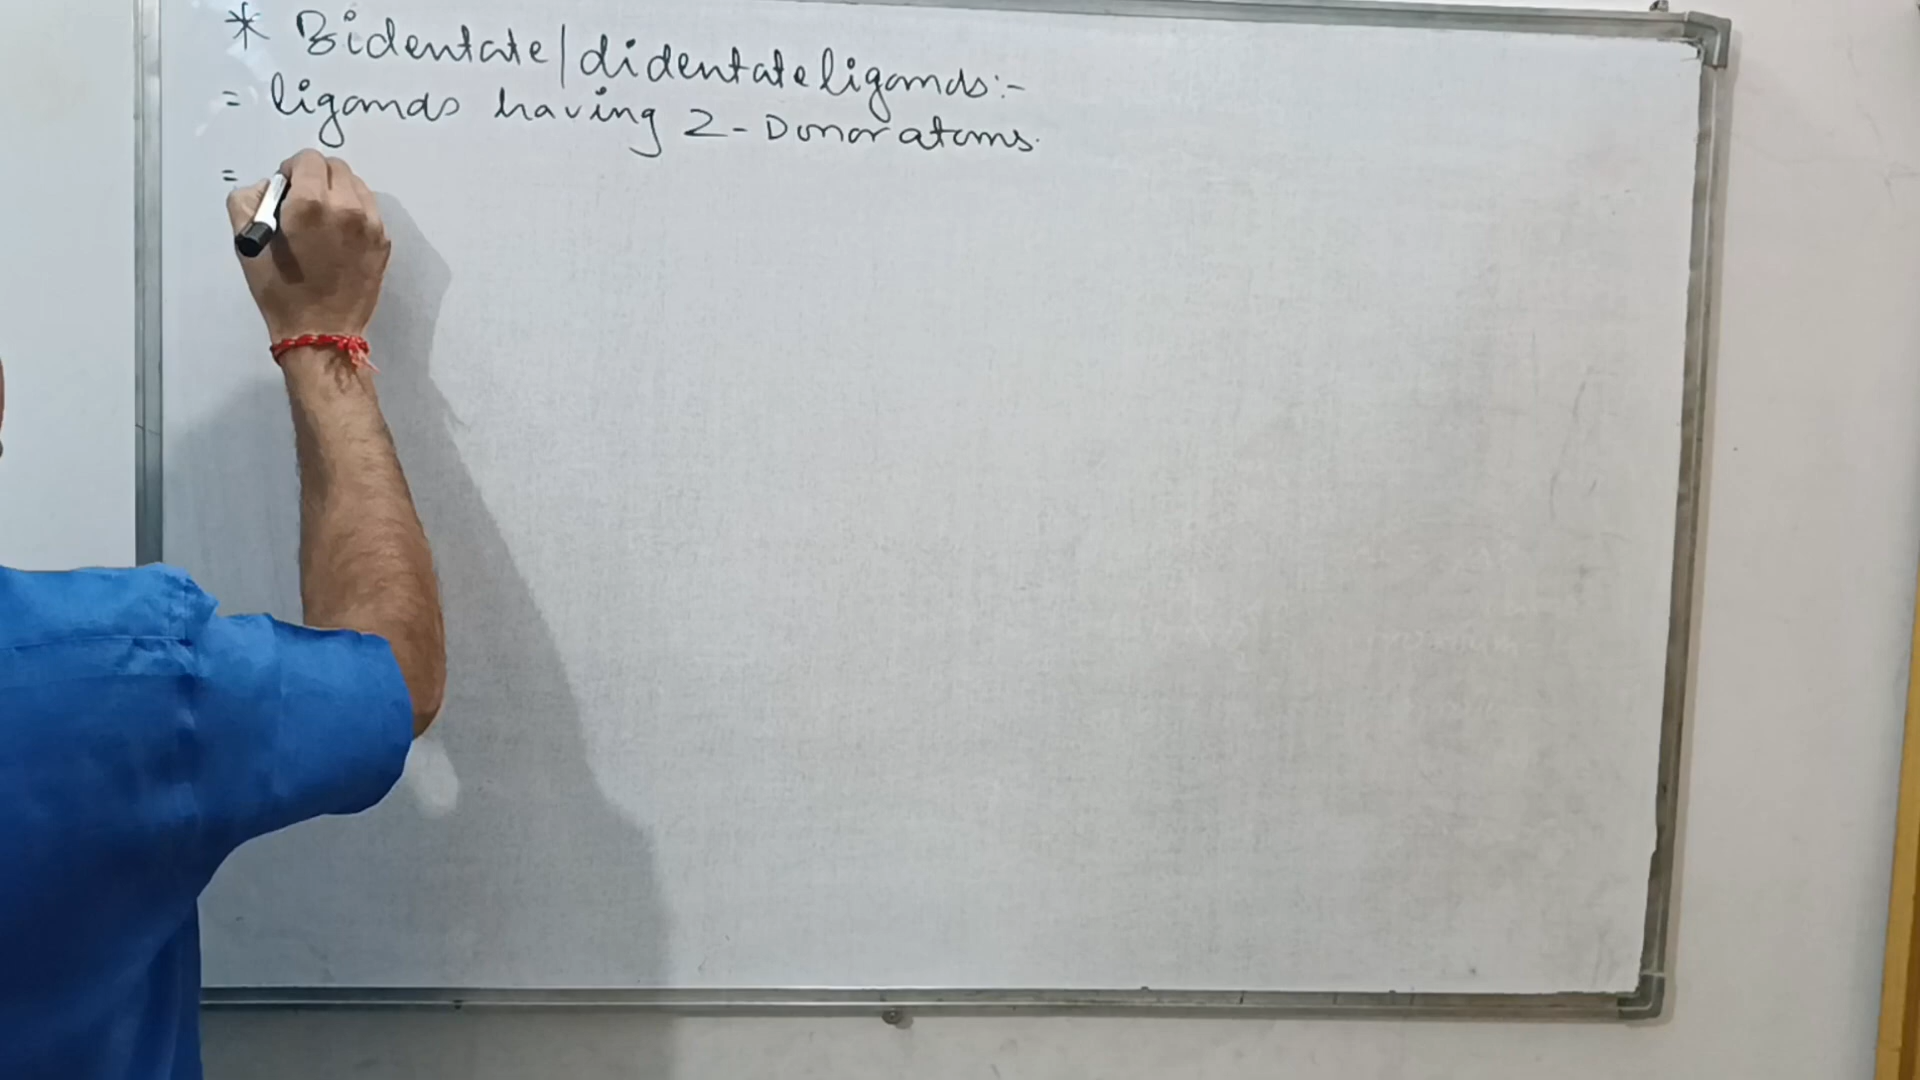 * Bidentate/didentate ligands:-
= ligands having 2-Donor atoms.
=